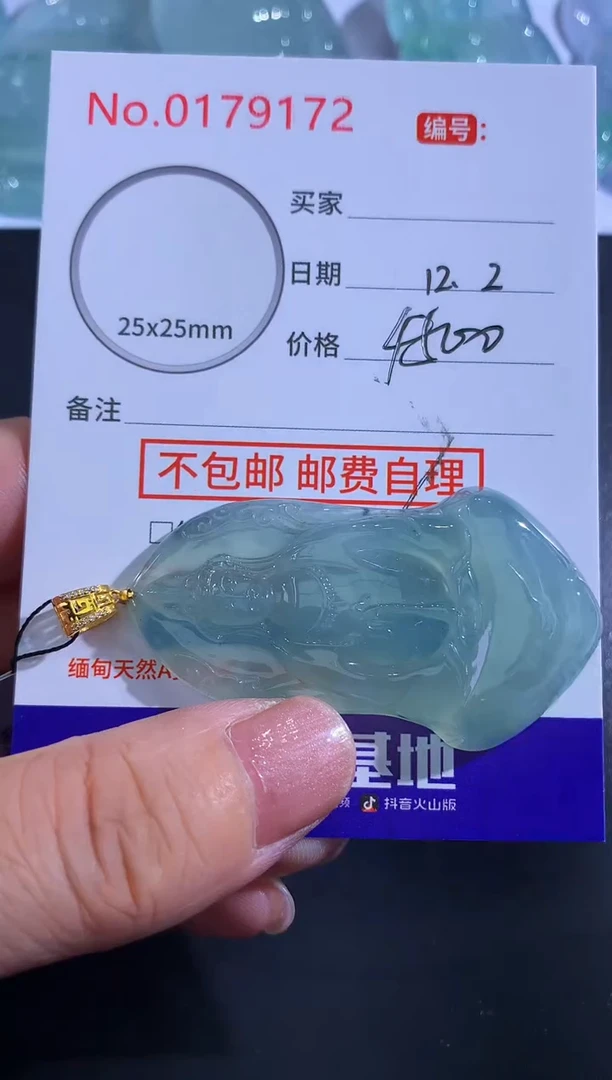 No.0179172
编号:
买家
日期 12.2
25x25mm
价格
备注
不包邮 邮费自理
缅甸天然A
基地
频 抖音火山版